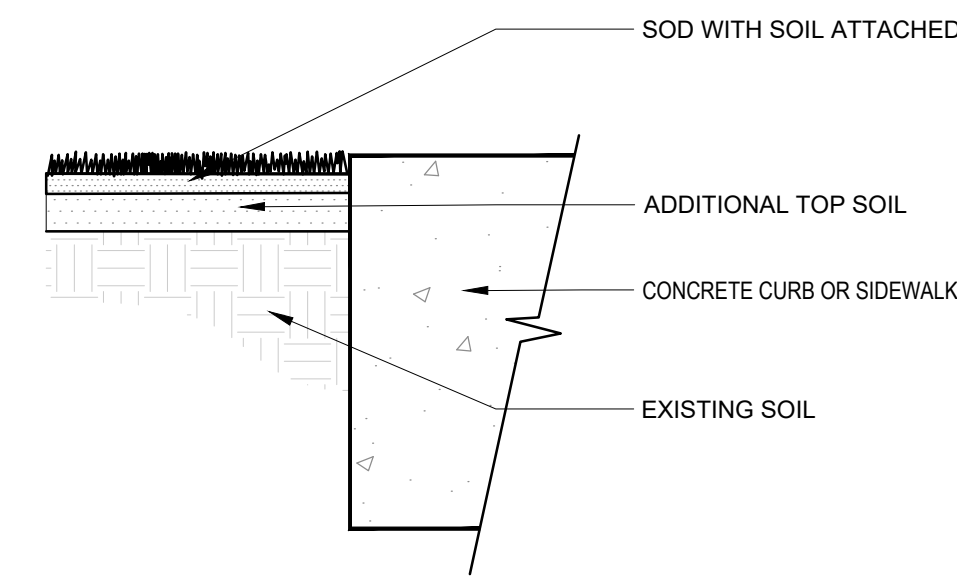 SOD WITH SOIL ATTACHED
ADDITIONAL TOP SOIL
CONCRETE CURB OR SIDEWALK
EXISTING SOIL